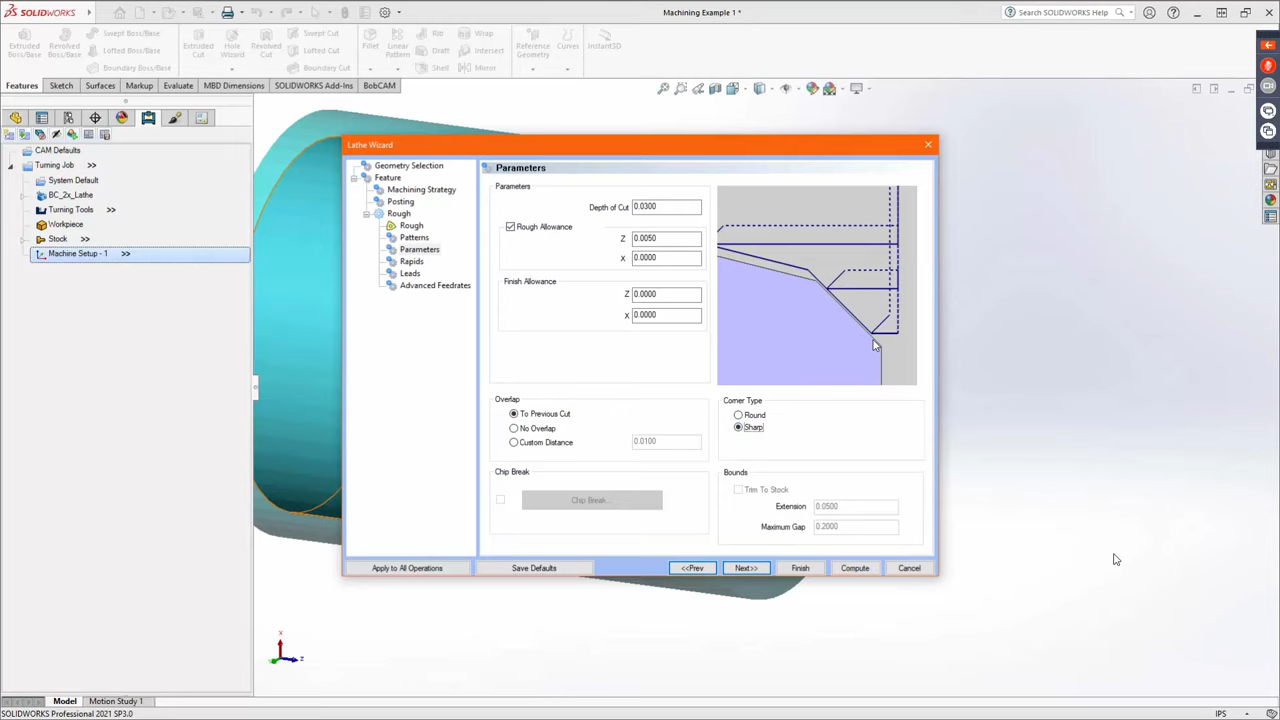 SOLIDWORKS
Machining Example 1 *
Search SOLIDWORKS Help
Extruded Boss/Base
Revolved Boss/Base
Swept Boss/Base
Lofted Boss/Base
Boundary Boss/Base
Extruded Cut
Hole Wizard
Revolved Cut
Swept Cut
Lofted Cut
Boundary Cut
Fillet
Linear Pattern
Rib
Draft
Shell
Wrap
Intersect
Mirror
Reference Geometry
Curves
Instant3D
Features Sketch Surfaces Markup Evaluate MBD Dimensions SOLIDWORKS Add-Ins BobCAM
CAM Defaults
Turning Job >>
System Default
BC_2x_Lathe
Turning Tools >>
Workpiece
Stock >>
Machine Setup - 1 >>
Lathe Wizard
Geometry Selection
Feature
Machining Strategy
Posting
Rough
Rough
Patterns
Parameters
Rapids
Leads
Advanced Feedrates
Parameters
Parameters
Depth of Cut 0.0300
Rough Allowance
Z 0.0050
X 0.0000
Finish Allowance
Z 0.0000
X 0.0000
Overlap
To Previous Cut
No Overlap
Custom Distance 0.0100
Chip Break
Chip Break...
Corner Type
Round
Sharp
Bounds
Trim To Stock
Extension 0.0500
Maximum Gap 0.2000
Apply to All Operations Save Defaults <<Prev Next>> Finish Compute Cancel
x
z
Model Motion Study 1
SOLIDWORKS Professional 2021 SP3.0
IPS